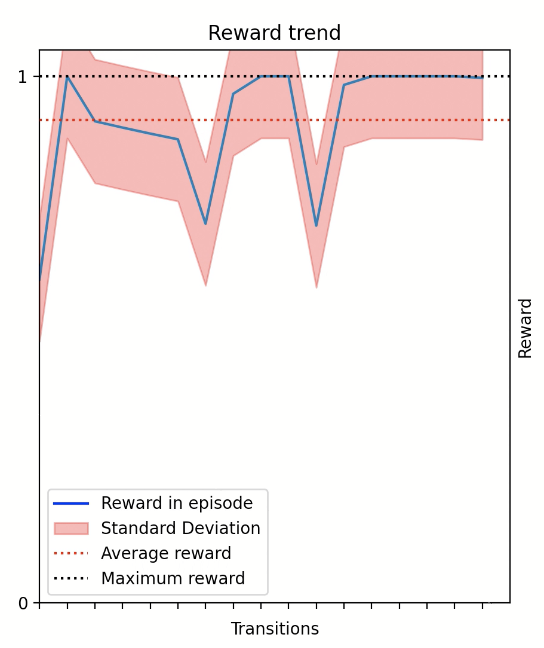 Reward trend
1
Reward
Reward in episode
Standard Deviation
Average reward
Maximum reward
0
Transitions